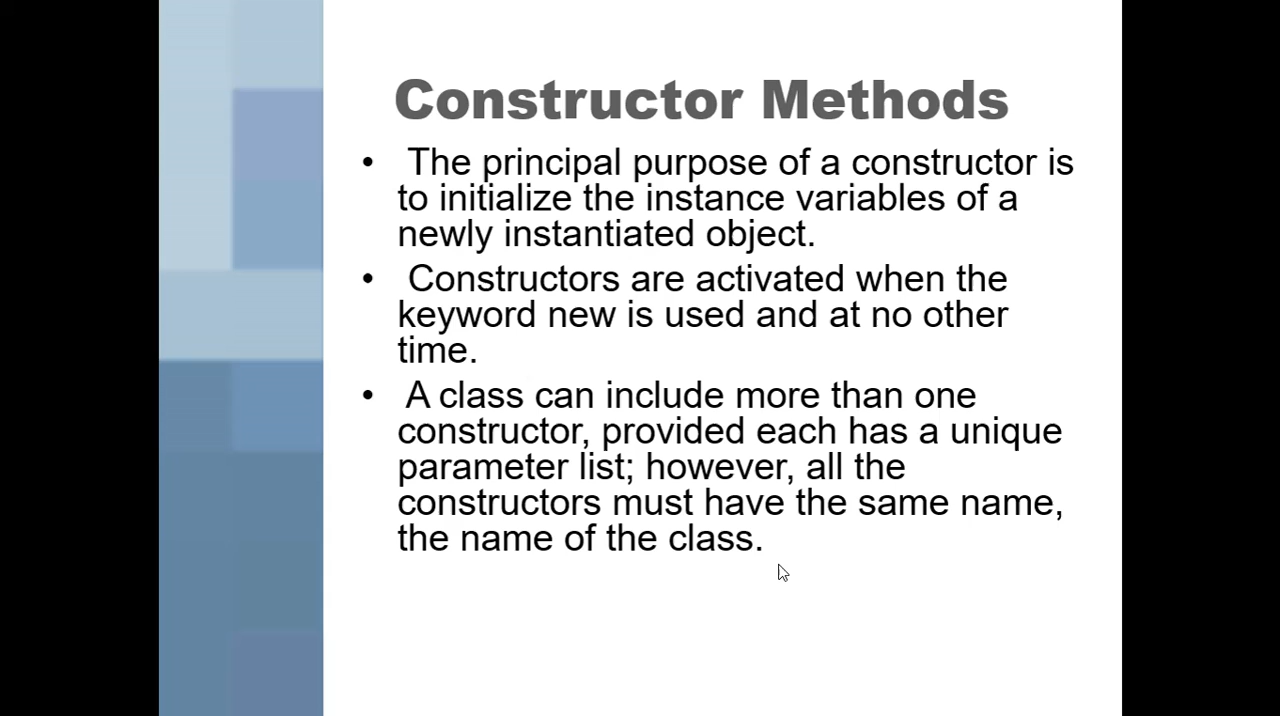 Constructor Methods
• The principal purpose of a constructor is
to initialize the instance variables of a
newly instantiated object.
• Constructors are activated when the
keyword new is used and at no other
time.
• A class can include more than one
constructor, provided each has a unique
parameter list; however, all the
constructors must have the same name,
the name of the class.